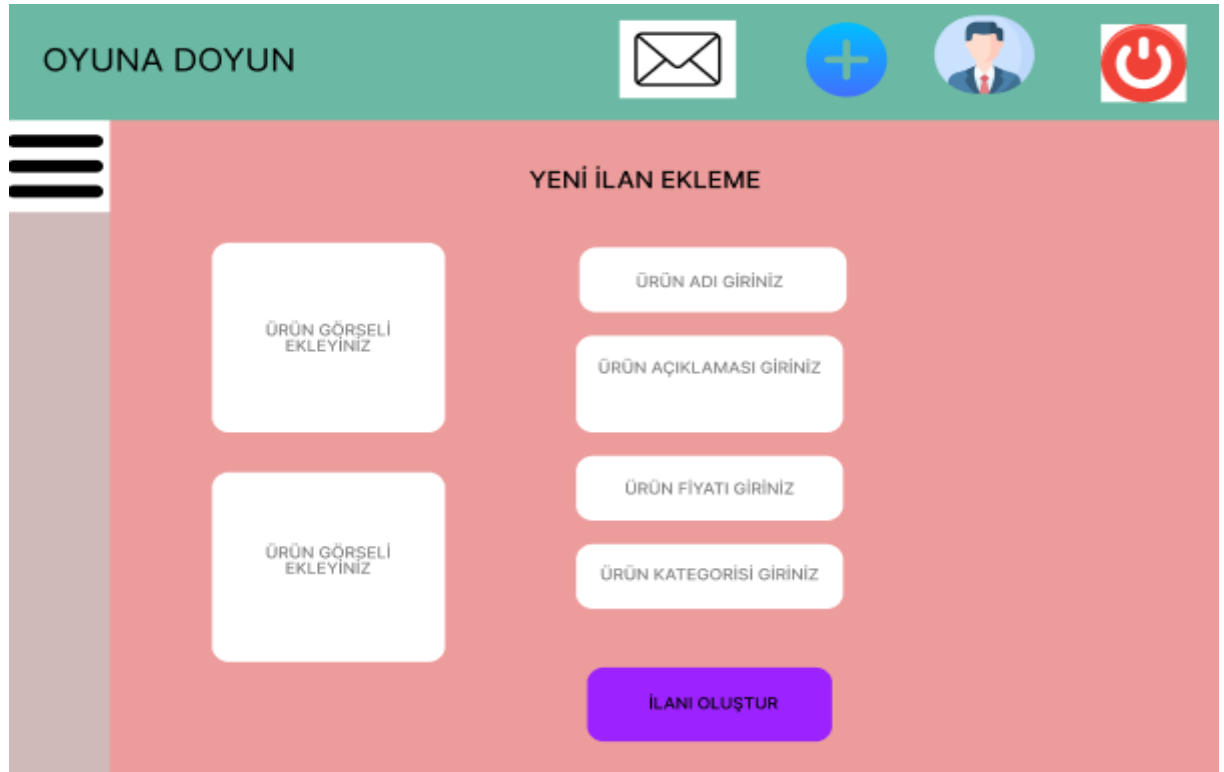 OYUNA DOYUN
YENİ İLAN EKLEME
ÜRÜN GÖRSELİ
EKLEYİNİZ
ÜRÜN GÖRSELİ
EKLEYİNİZ
ÜRÜN ADI GİRİNİZ
ÜRÜN AÇIKLAMASI GİRİNİZ
ÜRÜN FİYATI GİRİNİZ
ÜRÜN KATEGORİSİ GİRİNİZ
İLANI OLUŞTUR